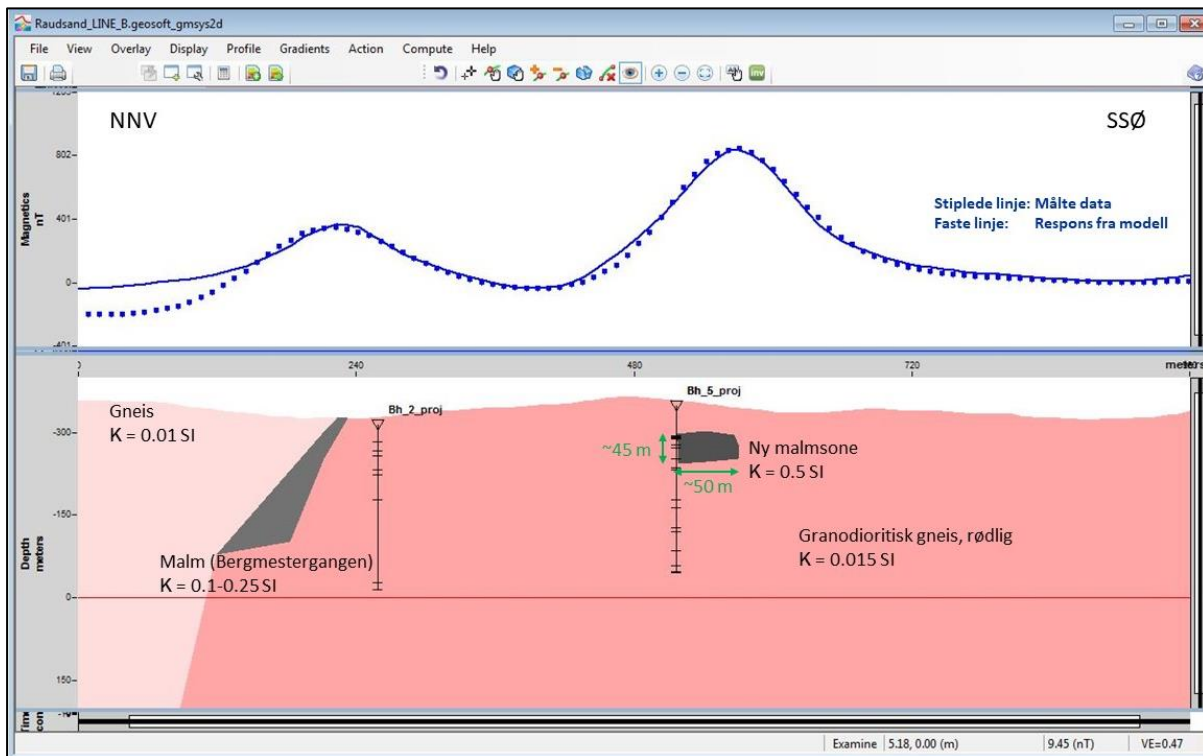 Raudsand_LINE_B.geosoft_gmsys2d
File View Overlay Display Profile Gradients Action Compute Help
NNV
SSØ
802
401
0
-401
Magnetics
nT
Stiplede linje: Målte data
Faste linje: Respons fra modell
0 240 480 720 meters
Gneis
K = 0.01 SI
Bh_2_proj
Bh_5_proj
~45 m
~50 m
Ny malmsone
K = 0.5 SI
Malm (Bergmestergangen)
K = 0.1-0.25 SI
Granodioritisk gneis, rødlig
K = 0.015 SI
-300
-150
0
150
Depth
meters
Examine 5.18, 0.00 (m) 9.45 (nT) VE=0.47